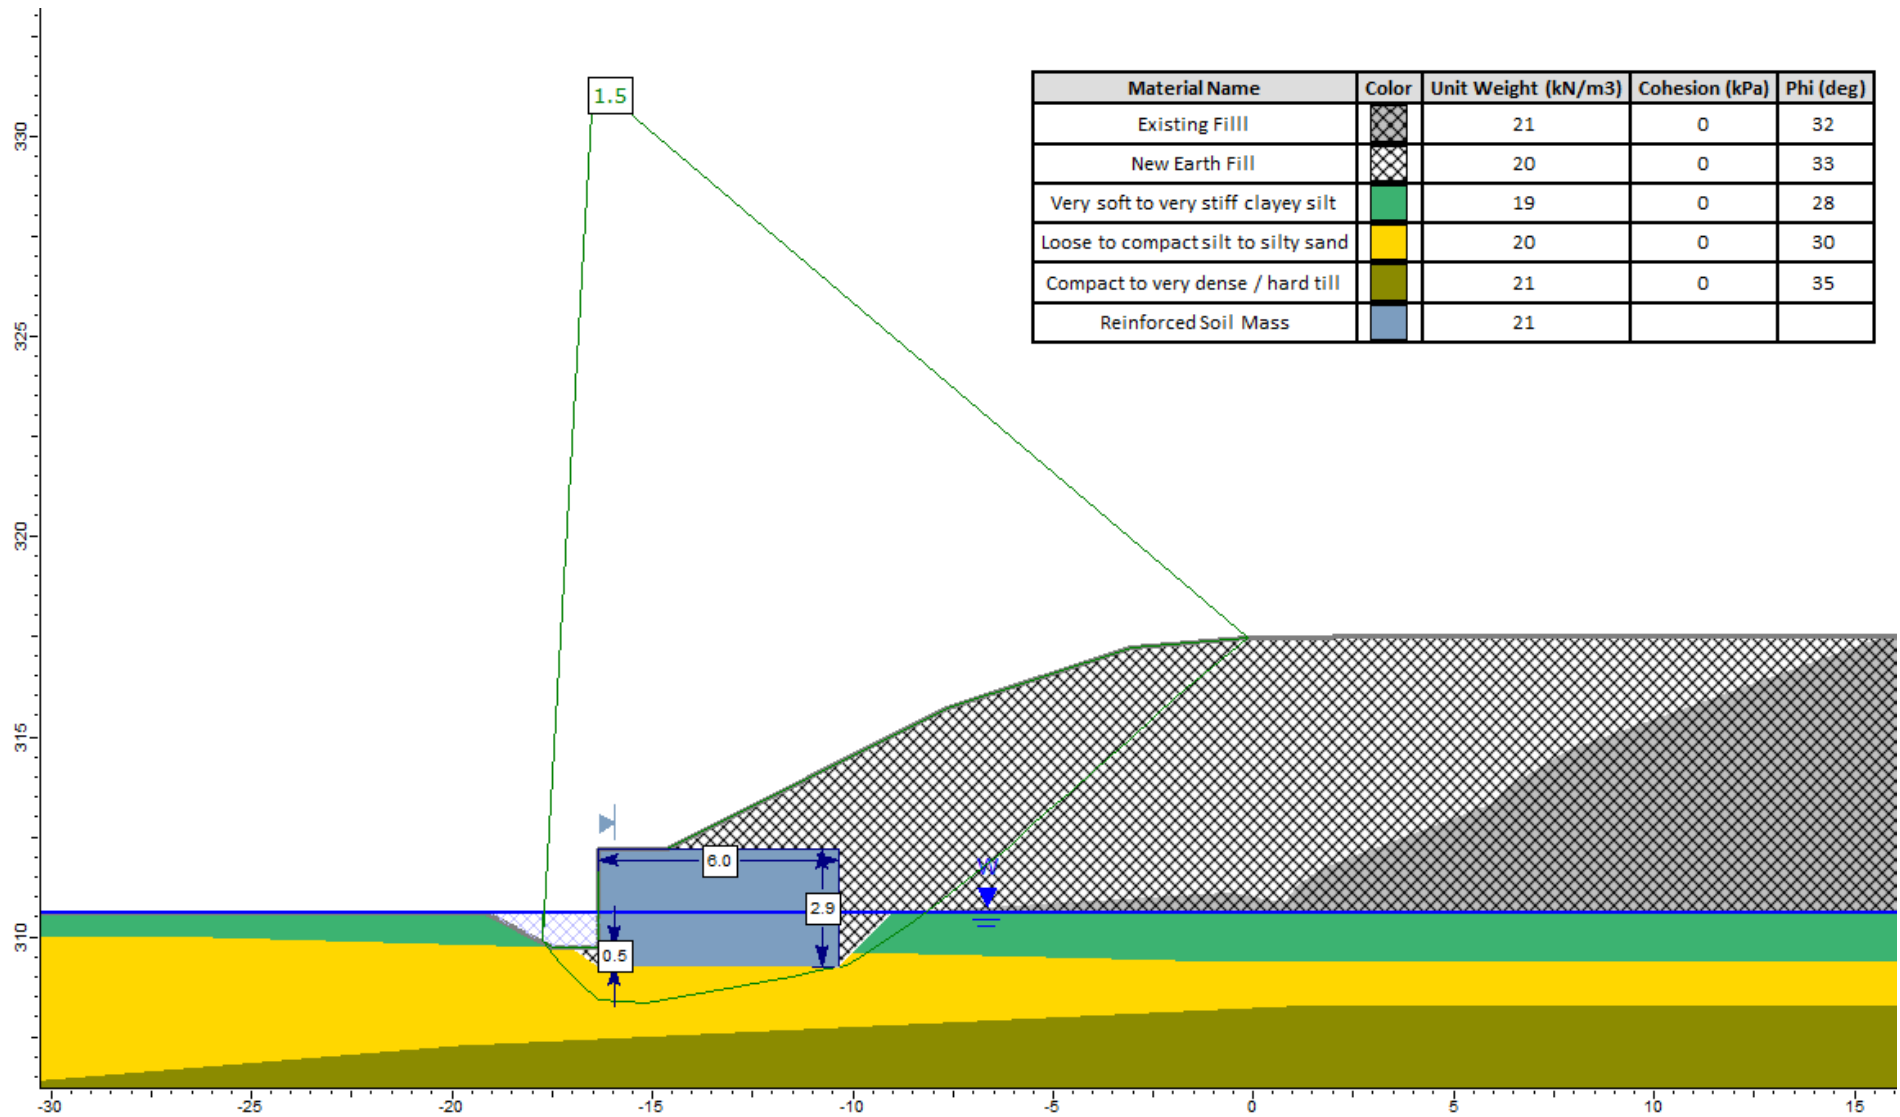 1.5
Material Name Color Unit Weight (kN/m3) Cohesion (kPa) Phi (deg)
Existing Filll 21 0 32
New Earth Fill 20 0 33
Very soft to very stiff clayey silt 19 0 28
Loose to compact silt to silty sand 20 0 30
Compact to very dense / hard till 21 0 35
Reinforced Soil Mass 21
330
325
320
315
310
W
6.0
2.9
0.5
-30 -25 -20 -15 -10 -5 0 5 10 15